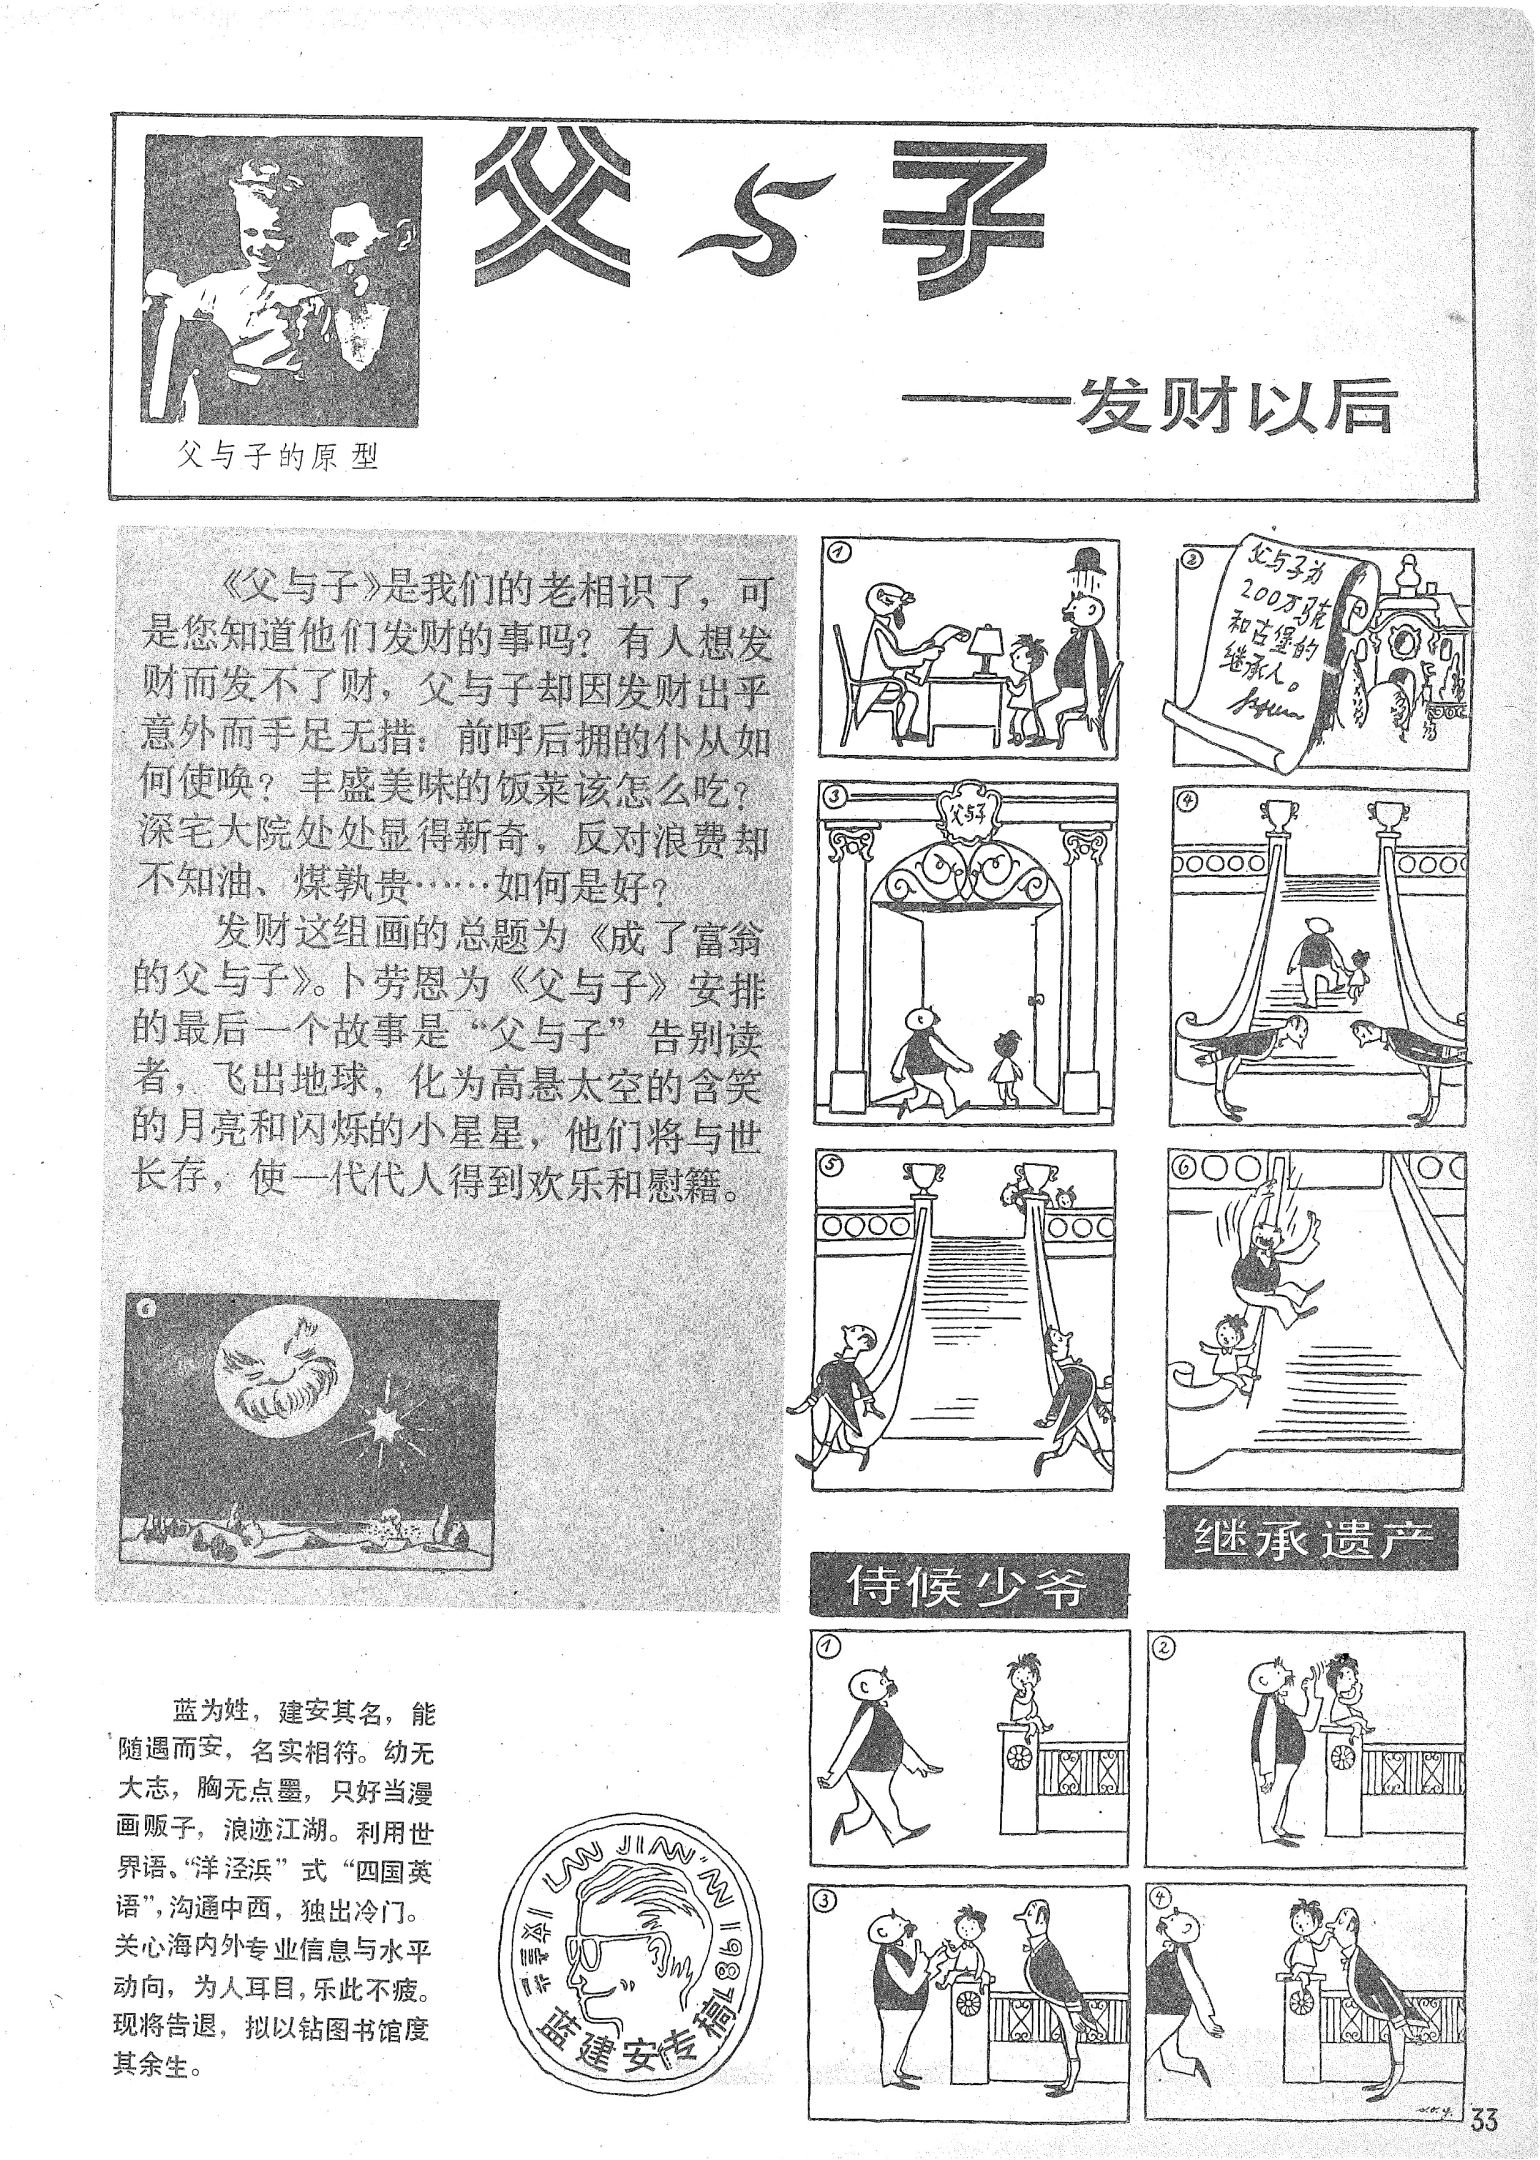 父与子
——发财以后
父与子的原型
《父与子》是我们的老相识了，可
是您知道他们发财的事吗？有人想发
财而发不了财，父与子却因发财出乎
意外而手足无措：前呼后拥的仆从如
何使唤？丰盛美味的饭菜该怎么吃？
深宅大院处处显得新奇，反对浪费却
不知油、煤孰贵……如何是好？
发财这组画的总题为《成了富翁
的父与子》。卜劳恩为《父与子》安排
的最后一个故事是“父与子”告别读
者，飞出地球，化为高悬太空的含笑
的月亮和闪烁的小星星，他们将与世
长存，使一代代人得到欢乐和慰籍。
6
蓝为姓，建安其名，能
随遇而安，名实相符。幼无
大志，胸无点墨，只好当漫
画贩子，浪迹江湖。利用世
界语、“洋泾浜”式“四国英
语”，沟通中西，独出冷门。
关心海内外专业信息与水平
动向，为人耳目，乐此不疲。
现将告退，拟以钻图书馆度
其余生。
LAN JIAN'AN 1987
蓝建安专稿
1
2
父与子为
200万马克
和古堡的
继承人。
3
父与子
4
5
6
继承遗产
侍候少爷
1
2
3
4
e.o.p.
33